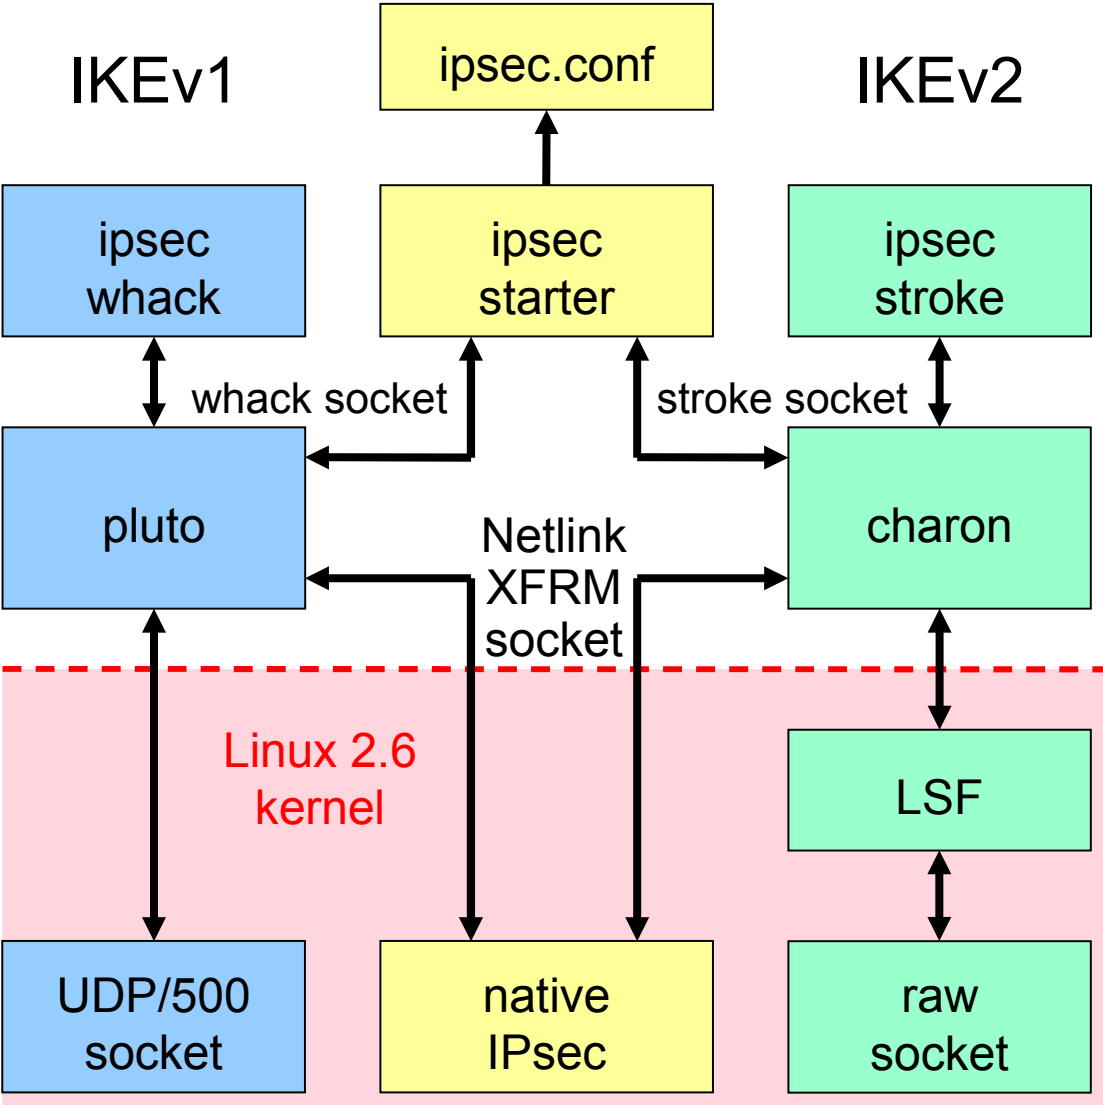 IKEv1
ipsec.conf
IKEv2
ipsec
whack
ipsec
starter
ipsec
stroke
whack socket
stroke socket
pluto
Netlink
XFRM
socket
charon
Linux 2.6
kernel
LSF
UDP/500
socket
native
IPsec
raw
socket